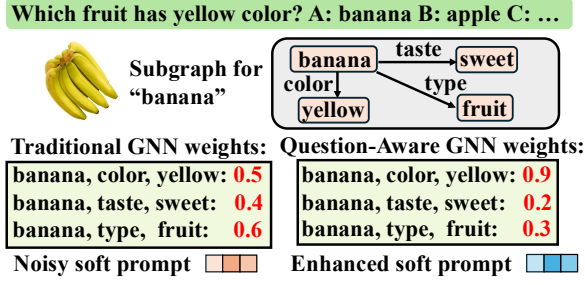 Which fruit has yellow color? A: banana B: apple C: …
Subgraph for
“banana”
banana
taste
sweet
color
type
yellow
fruit
Traditional GNN weights:
banana, color, yellow: 0.5
banana, taste, sweet: 0.4
banana, type, fruit: 0.6
Noisy soft prompt
Question-Aware GNN weights:
banana, color, yellow: 0.9
banana, taste, sweet: 0.2
banana, type, fruit: 0.3
Enhanced soft prompt